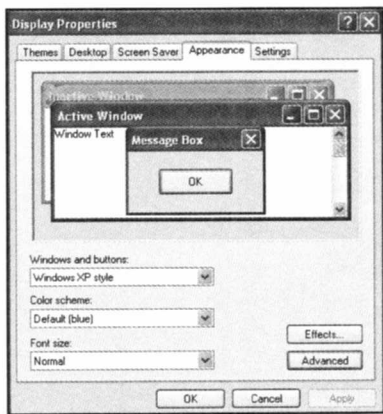 Display Properties
Themes Desktop Screen Saver Appearance Settings
Inactive Window
Active Window
Window Text
Message Box
OK
Windows and buttons:
Windows XP style
Color scheme:
Default (blue)
Effects...
Font size:
Normal
Advanced
OK Cancel Apply